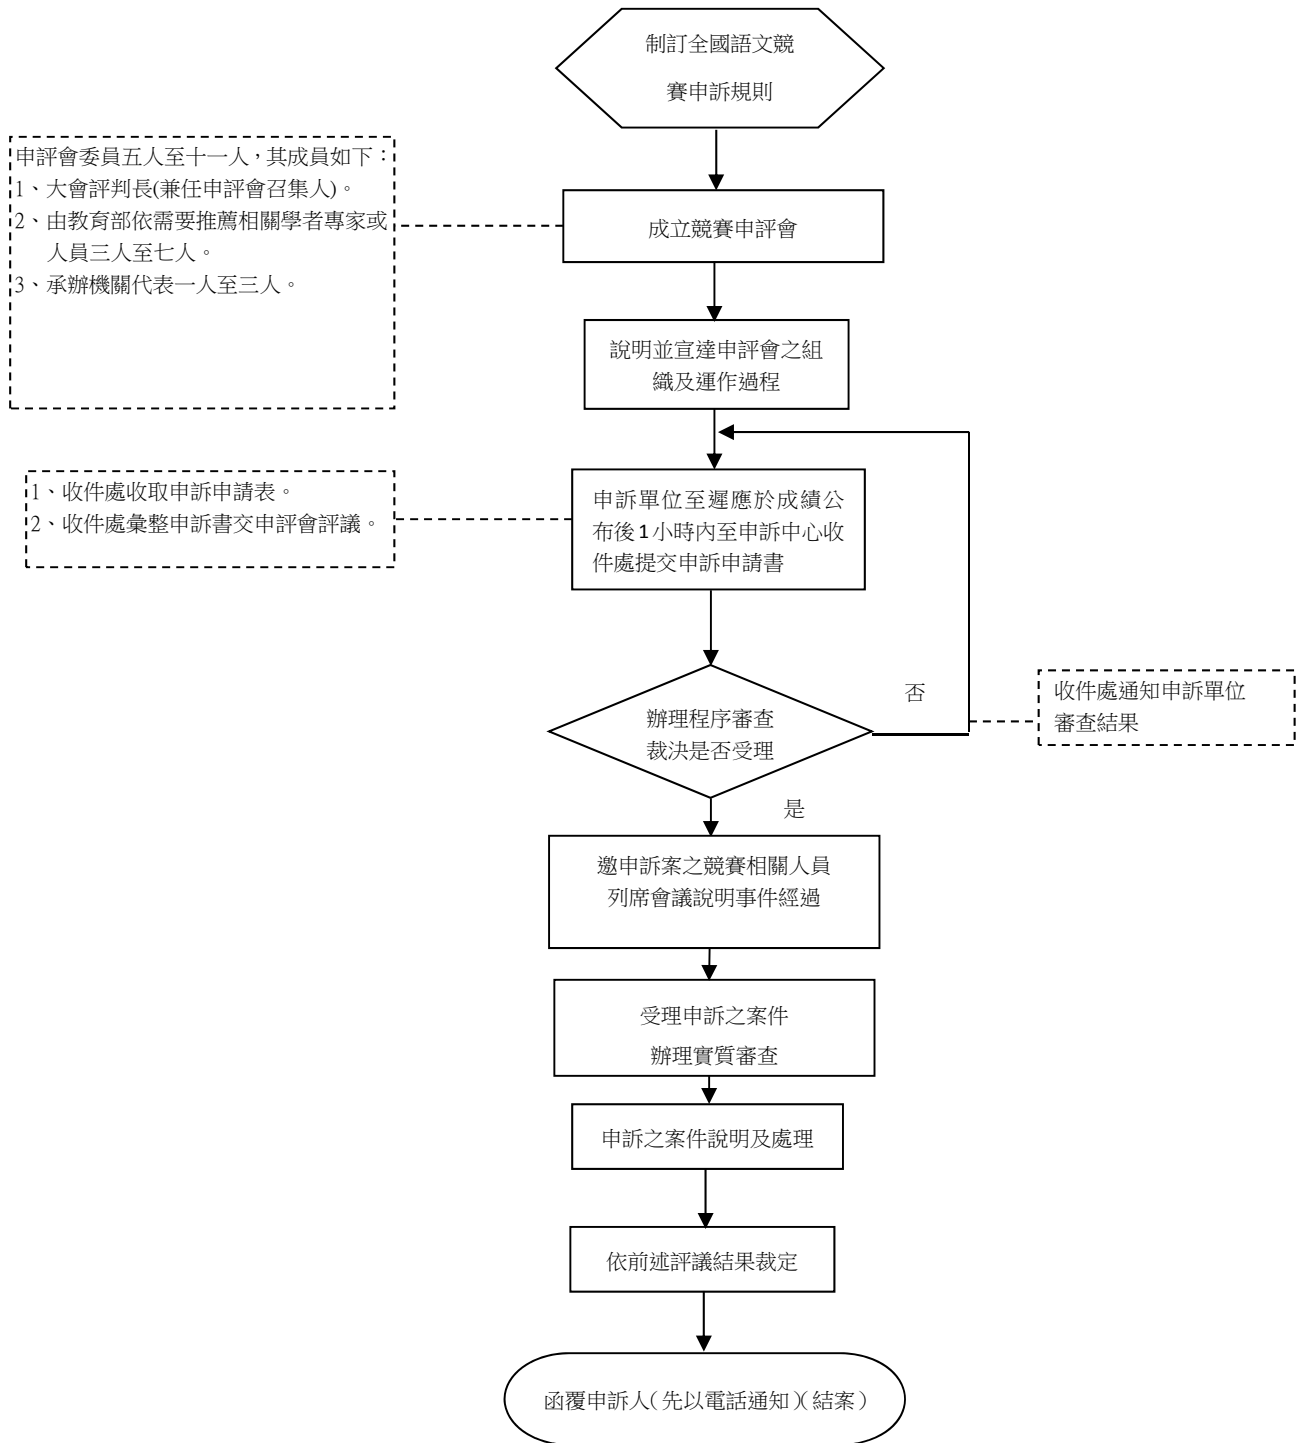 制訂全國語文競
賽申訴規則
申評會委員五人至十一人，其成員如下：
1、大會評判長(兼任申評會召集人)。
2、由教育部依需要推薦相關學者專家或
人員三人至七人。
3、承辦機關代表一人至三人。
成立競賽申評會
說明並宣達申評會之組
織及運作過程
1、收件處收取申訴申請表。
2、收件處彙整申訴書交申評會評議。
申訴單位至遲應於成績公
布後1小時內至申訴中心收
件處提交申訴申請書
辦理程序審查
裁決是否受理
否
收件處通知申訴單位
審查結果
是
邀申訴案之競賽相關人員
列席會議說明事件經過
受理申訴之案件
辦理實質審查
申訴之案件說明及處理
依前述評議結果裁定
函覆申訴人（先以電話通知）（結案）